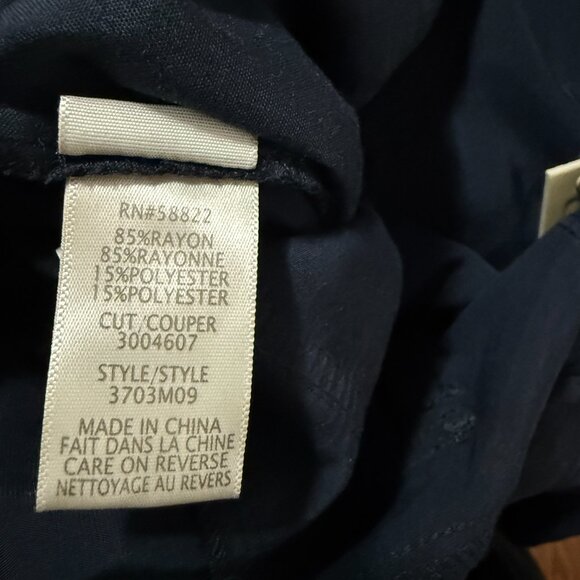 RN#58822
85%RAYON
85%RAYONNE
15%POLYESTER
15%POLYESTER
CUT/COUPER
3004607
STYLE/STYLE
3703M09
MADE IN CHINA
FAIT DANS LA CHINE
CARE ON REVERSE
NETTOYAGE AU REVERS